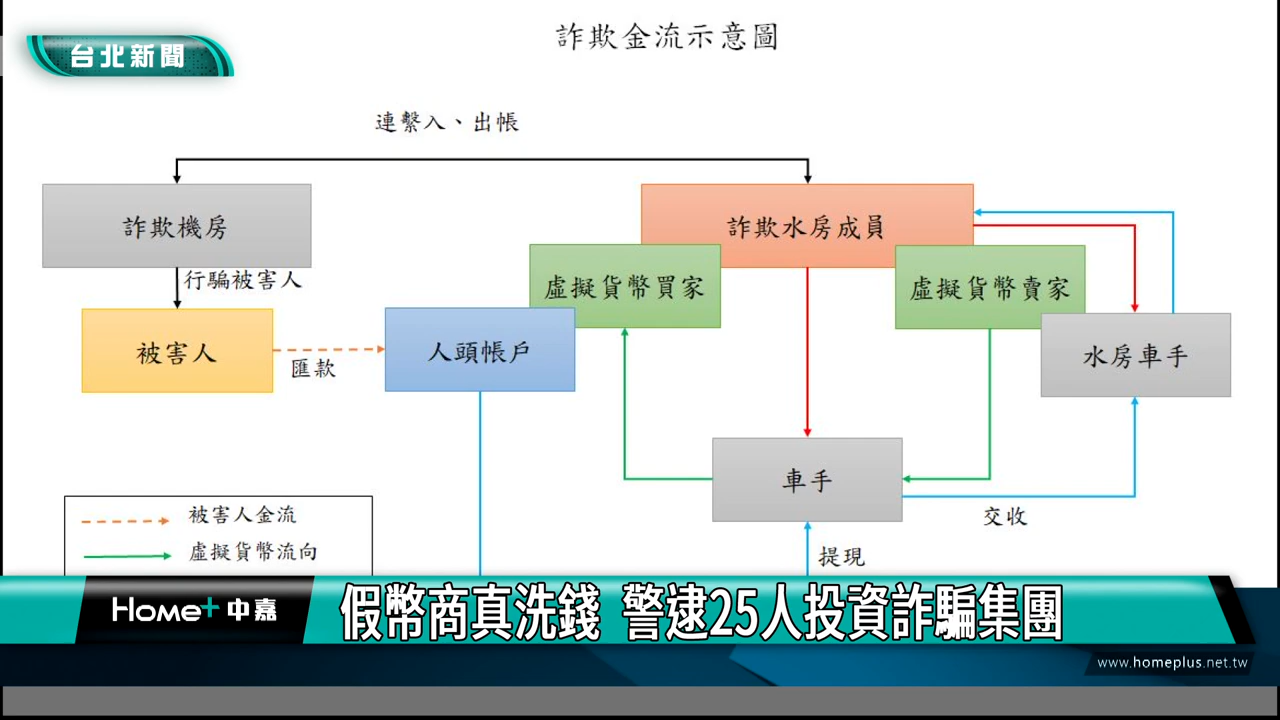 詐欺金流示意圖
台北新聞
連繫入、出帳
詐欺機房
詐欺水房成員
行騙被害人
虛擬貨幣買家
虛擬貨幣賣家
被害人
匯款
人頭帳戶
水房車手
車手
交收
提現
被害人金流
虛擬貨幣流向
Home+中嘉
假幣商真洗錢 警逮25人投資詐騙集團
www.homeplus.net.tw